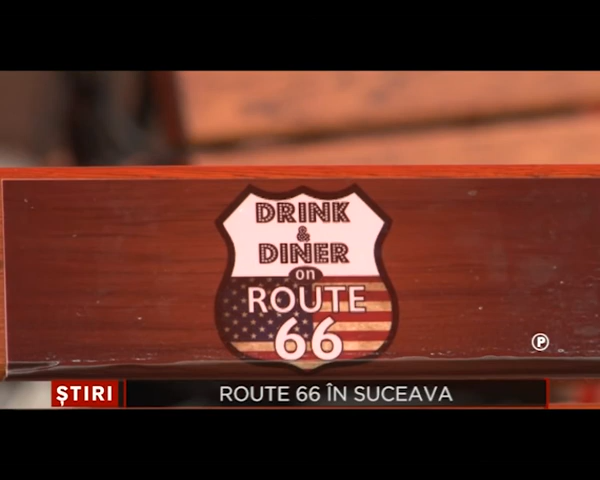 DRINK
&
DINER
on
ROUTE
66
P
ȘTIRI
ROUTE 66 ÎN SUCEAVA